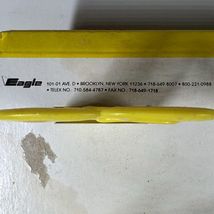 Eagle
101-01 AVE. D • BROOKLYN, NEW YORK 11236 • 718-649-8007 • 800-221-0988
• TELEX NO.: 710-584-4787 • FAX NO.: 718-649-1718